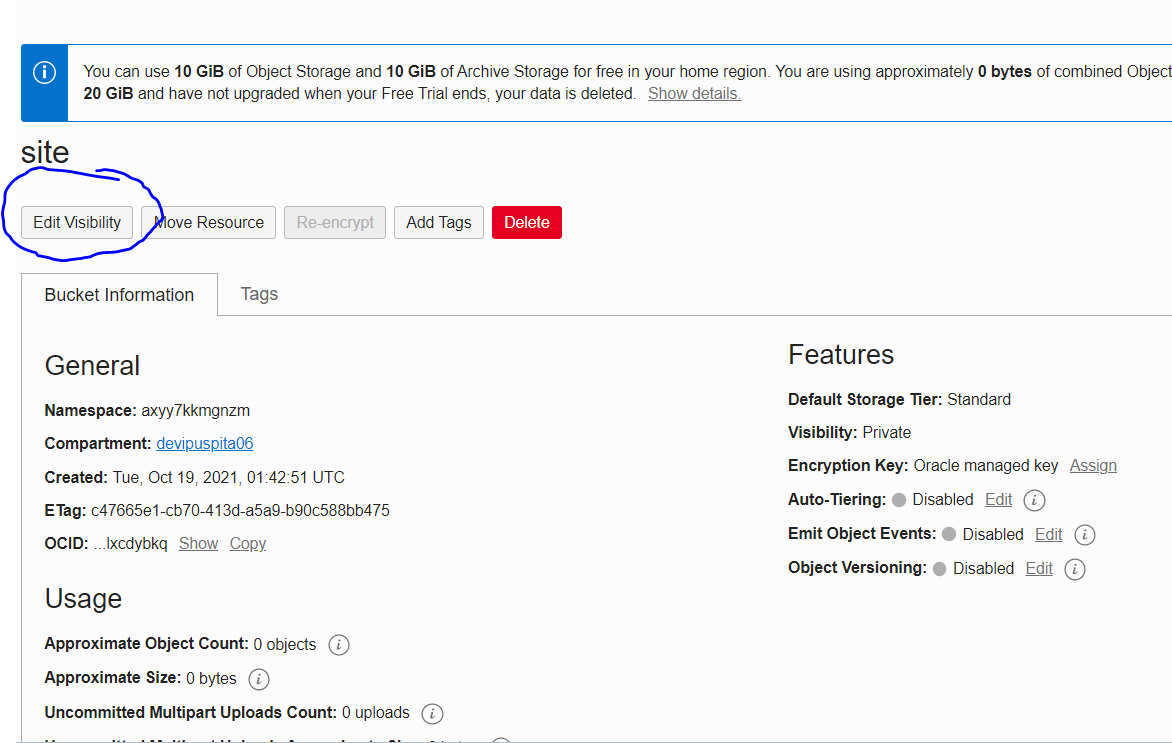 You can use 10 GiB of Object Storage and 10 GiB of Archive Storage for free in your home region. You are using approximately 0 bytes of combined Object
20 GiB and have not upgraded when your Free Trial ends, your data is deleted. Show details.
site
Edit Visibility Move Resource Re-encrypt Add Tags Delete
Bucket Information Tags
General
Namespace: axyy7kkmgnzm
Compartment: devipuspita06
Created: Tue, Oct 19, 2021, 01:42:51 UTC
ETag: c47665e1-cb70-413d-a5a9-b90c588bb475
OCID: ...lxcdybkq Show Copy
Usage
Approximate Object Count: 0 objects
Approximate Size: 0 bytes
Uncommitted Multipart Uploads Count: 0 uploads
Features
Default Storage Tier: Standard
Visibility: Private
Encryption Key: Oracle managed key Assign
Auto-Tiering: Disabled Edit
Emit Object Events: Disabled Edit
Object Versioning: Disabled Edit